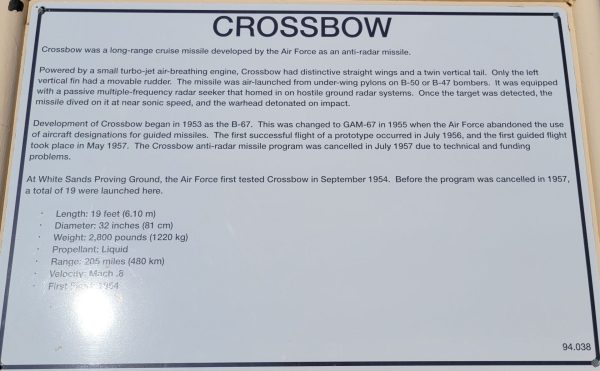 CROSSBOW
Crossbow was a long-range cruise missile developed by the Air Force as an anti-radar missile.
Powered by a small turbo-jet air-breathing engine, Crossbow had distinctive straight wings and a twin vertical tail. Only the left
vertical fin had a movable rudder. The missile was air-launched from under-wing pylons on B-50 or B-47 bombers. It was equipped
with a passive multiple-frequency radar seeker that homed in on hostile ground radar systems. Once the target was detected, the
missile dived on it at near sonic speed, and the warhead detonated on impact.
Development of Crossbow began in 1953 as the B-67. This was changed to GAM-67 in 1955 when the Air Force abandoned the use
of aircraft designations for guided missiles. The first successful flight of a prototype occurred in July 1956, and the first guided flight
took place in May 1957. The Crossbow anti-radar missile program was cancelled in July 1957 due to technical and funding
problems.
At White Sands Proving Ground, the Air Force first tested Crossbow in September 1954. Before the program was cancelled in 1957,
a total of 19 were launched here.
· Length: 19 feet (6.10 m)
· Diameter: 32 inches (81 cm)
· Weight: 2,800 pounds (1220 kg)
· Propellant: Liquid
· Range: 205 miles (480 km)
· Velocity: Mach .8
· First 1954
94.038